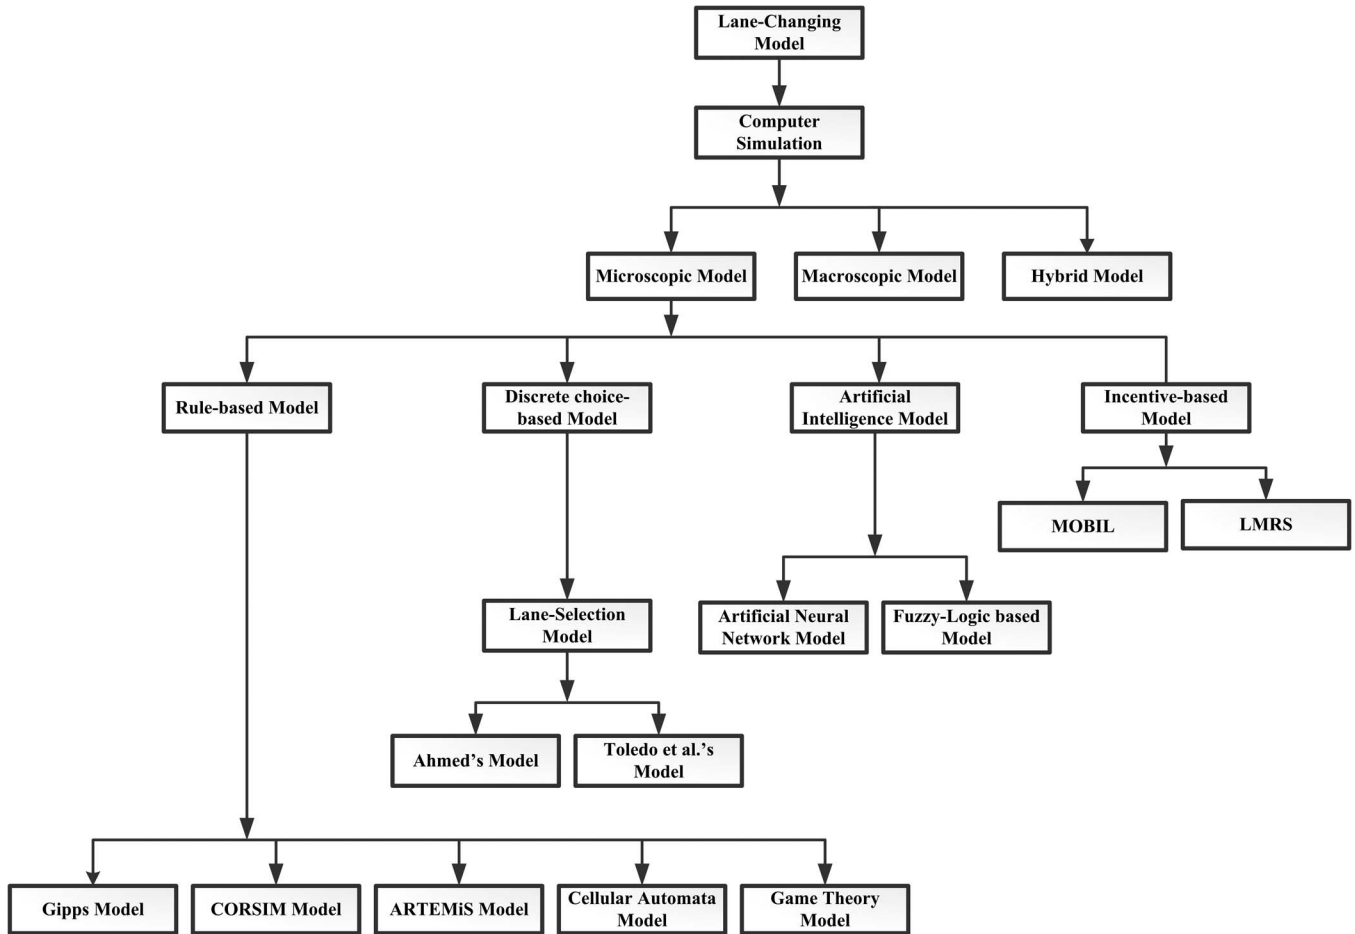 Lane-Changing
Model
Computer
Simulation
Microscopic Model
Macroscopic Model
Hybrid Model
Rule-based Model
Discrete choice-
based Model
Artificial
Intelligence Model
Incentive-based
Model
MOBIL
LMRS
Lane-Selection
Model
Artificial Neural
Network Model
Fuzzy-Logic based
Model
Ahmed’s Model
Toledo et al.’s
Model
Gipps Model
CORSIM Model
ARTEMiS Model
Cellular Automata
Model
Game Theory
Model